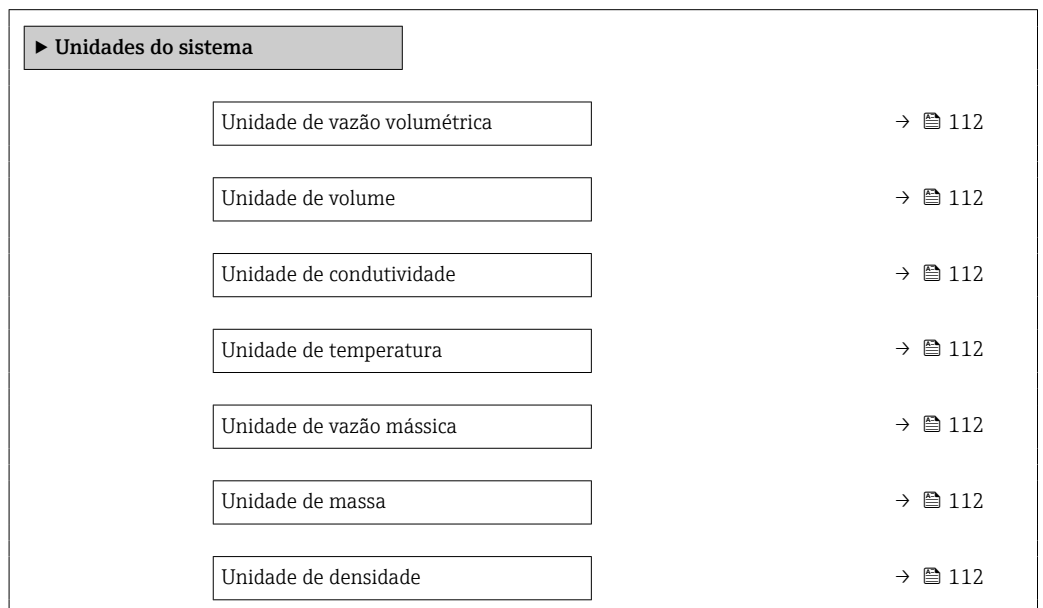 ► Unidades do sistema
Unidade de vazão volumétrica → 112
Unidade de volume → 112
Unidade de condutividade → 112
Unidade de temperatura → 112
Unidade de vazão mássica → 112
Unidade de massa → 112
Unidade de densidade → 112